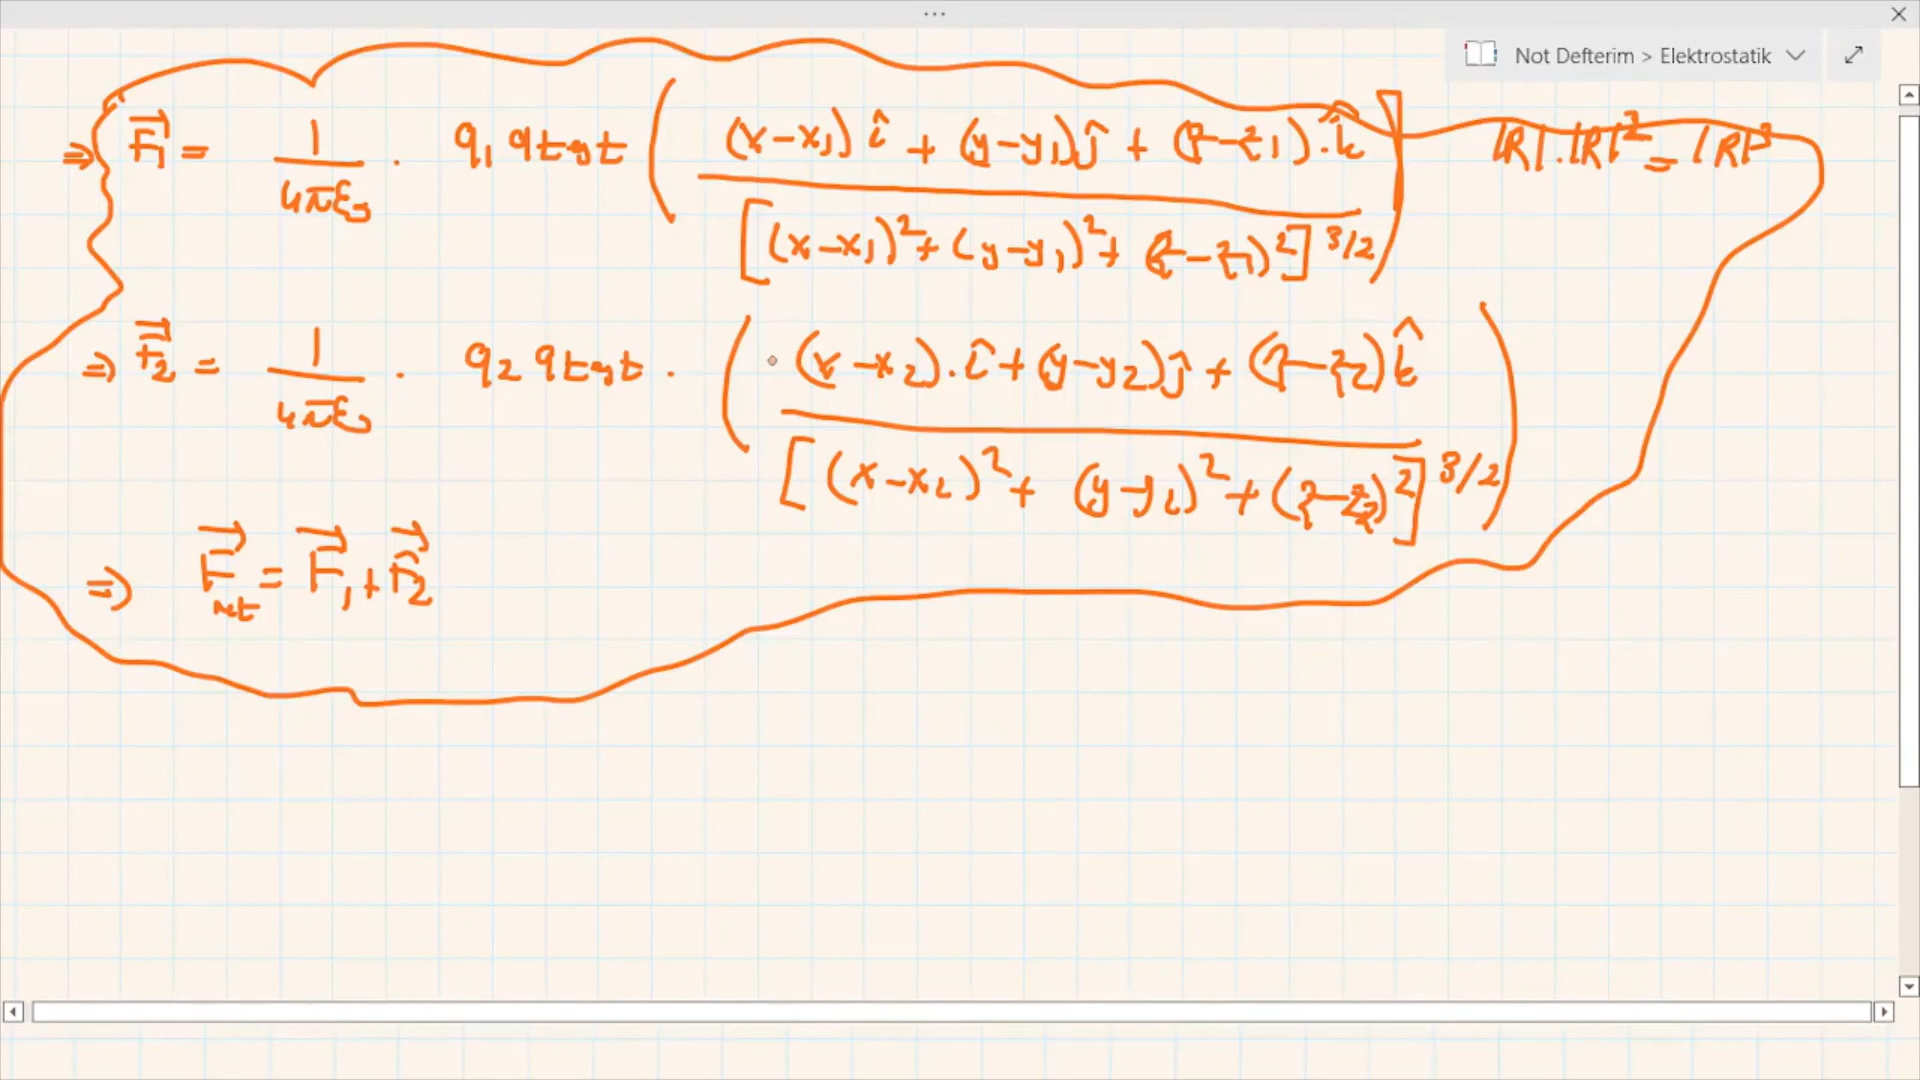 ...
Not Defterim > Elektrostatik
⇒ F⃗₁ = 1/(4πε₀) · q₁ qtest ( ((x-x₁)î + (y-y₁)ĵ + (z-z₁).k̂) / [(x-x₁)² + (y-y₁)² + (z-z₁)²]^3/2 ) |R|.|R|² = |R|³
⇒ F⃗₂ = 1/(4πε₀) · q₂ qtest · ( ((x-x₂).î + (y-y₂)ĵ + (z-z₂)k̂) / [(x-x₂)² + (y-y₂)² + (z-z₂)²]^3/2 )
⇒ F⃗net = F⃗₁ + F⃗₂